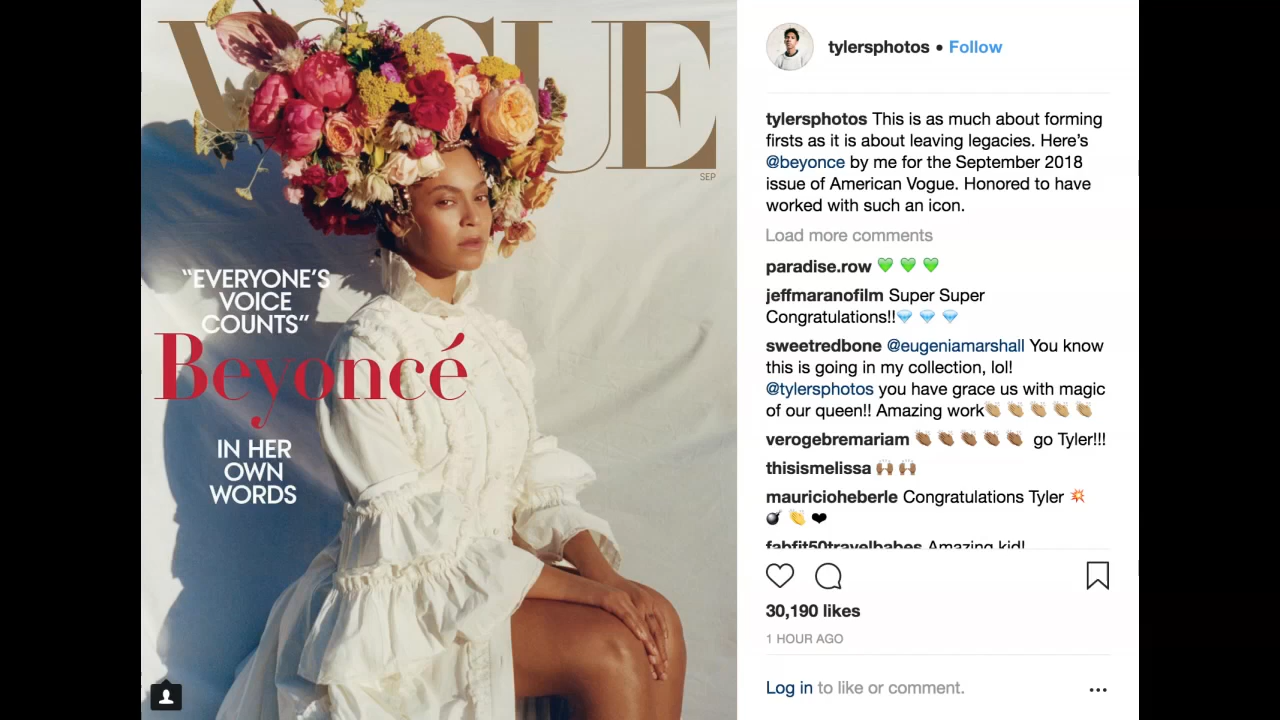 VOGUE
SEP
“EVERYONE’S
VOICE
COUNTS”
Beyoncé
IN HER
OWN
WORDS
tylersphotos • Follow
tylersphotos This is as much about forming
firsts as it is about leaving legacies. Here’s
@beyonce by me for the September 2018
issue of American Vogue. Honored to have
worked with such an icon.
Load more comments
paradise.row 💚 💚 💚
jeffmaranofilm Super Super
Congratulations!!💎 💎 💎
sweetredbone @eugeniamarshall You know
this is going in my collection, lol!
@tylersphotos you have grace us with magic
of our queen!! Amazing work👏🏼 👏🏼 👏🏼 👏🏼 👏🏼
verogebremariam 👏🏾 👏🏾 👏🏾 👏🏾 👏🏾 go Tyler!!!
thisismelissa 🙌🏽 🙌🏽
mauricioheberle Congratulations Tyler 💥
💣 👏 ❤
fabfit50travelbabes Amazing kid!
30,190 likes
1 HOUR AGO
Log in to like or comment.